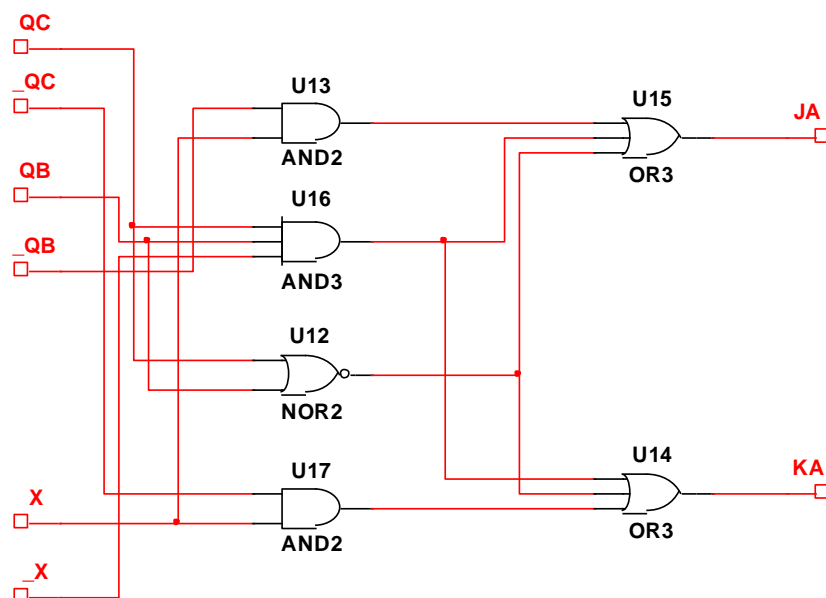 QC
_QC
QB
_QB
X
_X
U13
AND2
U16
AND3
U12
NOR2
U17
AND2
U15
OR3
U14
OR3
JA
KA